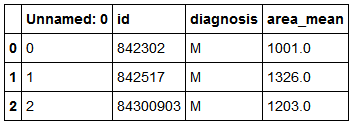 Unnamed: 0 id diagnosis area_mean
0 0 842302 M 1001.0
1 1 842517 M 1326.0
2 2 84300903 M 1203.0